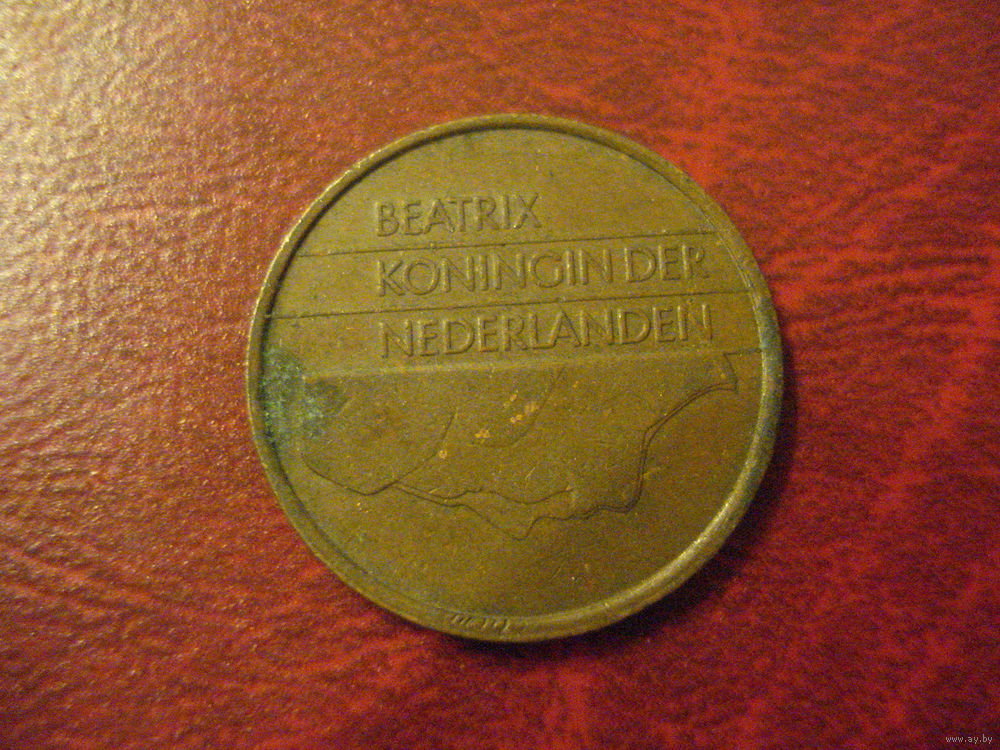 BEATRIX
KONINGIN DER
NEDERLANDEN
www.ay.by